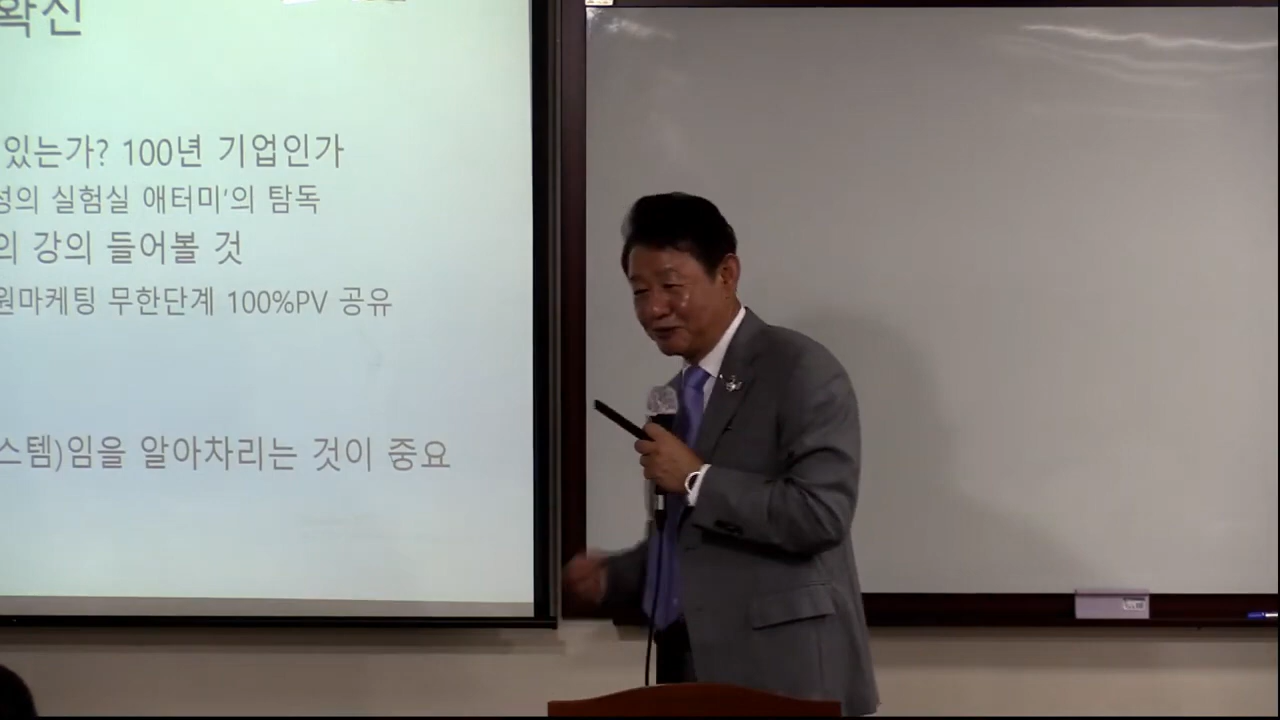 확신
있는가? 100년 기업인가
성의 실험실 애터미'의 탐독
의 강의 들어볼 것
원마케팅 무한단계 100%PV 공유
스템)임을 알아차리는 것이 중요